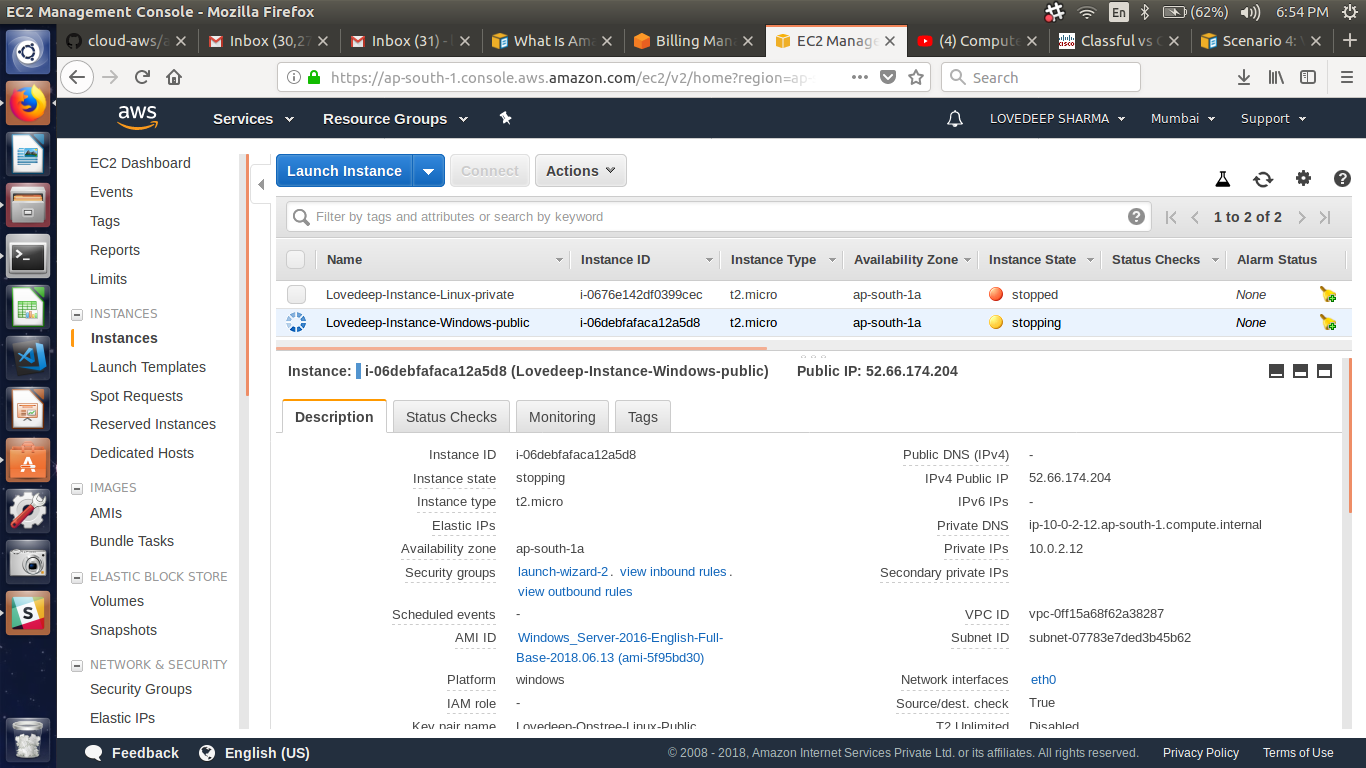 EC2 Management Console - Mozilla Firefox
En
(62%)
6:54 PM
cloud-aws/a
Inbox (30,27
Inbox (31) -
What Is Ama
Billing Man
EC2 Manage
(4) Compute
Classful vs C
Scenario 4: V
https://ap-south-1.console.aws.amazon.com/ec2/v2/home?region=ap-
Search
aws
Services
Resource Groups
LOVEDEEP SHARMA
Mumbai
Support
EC2 Dashboard
Events
Tags
Reports
Limits
INSTANCES
Instances
Launch Templates
Spot Requests
Reserved Instances
Dedicated Hosts
IMAGES
AMIs
Bundle Tasks
ELASTIC BLOCK STORE
Volumes
Snapshots
NETWORK & SECURITY
Security Groups
Elastic IPs
Launch Instance
Connect
Actions
Filter by tags and attributes or search by keyword
1 to 2 of 2
Name Instance ID Instance Type Availability Zone Instance State Status Checks Alarm Status
Lovedeep-Instance-Linux-private i-0676e142df0399cec t2.micro ap-south-1a stopped None
Lovedeep-Instance-Windows-public i-06debfafaca12a5d8 t2.micro ap-south-1a stopping None
Instance: i-06debfafaca12a5d8 (Lovedeep-Instance-Windows-public) Public IP: 52.66.174.204
Description Status Checks Monitoring Tags
Instance ID i-06debfafaca12a5d8
Instance state stopping
Instance type t2.micro
Elastic IPs
Availability zone ap-south-1a
Security groups launch-wizard-2. view inbound rules.
view outbound rules
Scheduled events -
AMI ID Windows_Server-2016-English-Full-
Base-2018.06.13 (ami-5f95bd30)
Platform windows
IAM role -
Key pair name Lovedeep-Opstree-Linux-Public
Public DNS (IPv4) -
IPv4 Public IP 52.66.174.204
IPv6 IPs -
Private DNS ip-10-0-2-12.ap-south-1.compute.internal
Private IPs 10.0.2.12
Secondary private IPs
VPC ID vpc-0ff15a68f62a38287
Subnet ID subnet-07783e7ded3b45b62
Network interfaces eth0
Source/dest. check True
T2 Unlimited Disabled
Feedback
English (US)
© 2008 - 2018, Amazon Internet Services Private Ltd. or its affiliates. All rights reserved.
Privacy Policy
Terms of Use